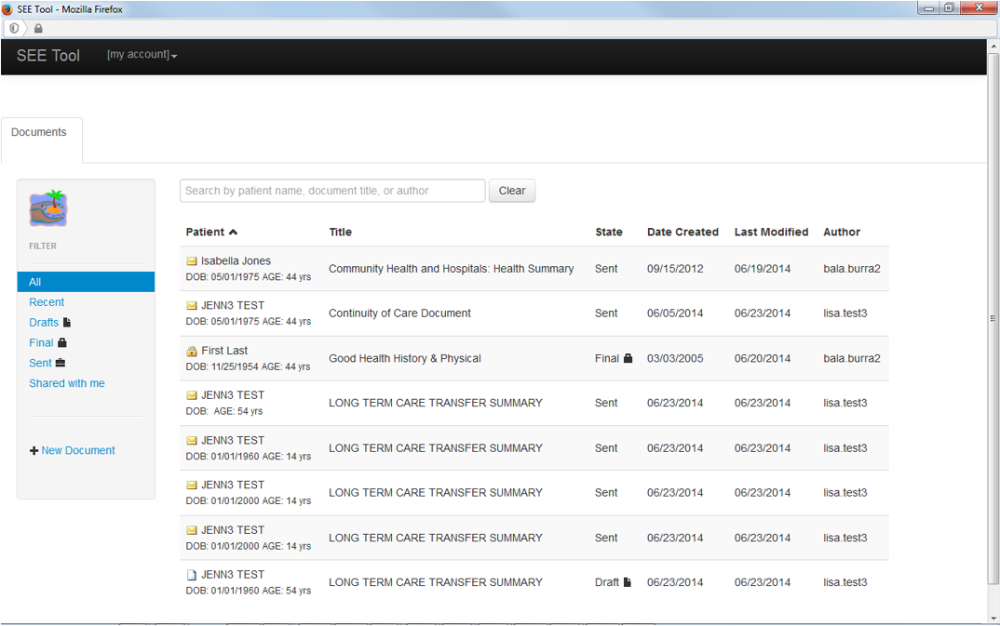 SEE Tool - Mozilla Firefox
SEE Tool [my account]
Documents
FILTER
All
Recent
Drafts
Final
Sent
Shared with me
New Document
Search by patient name, document title, or author Clear
Patient Title State Date Created Last Modified Author
Isabella Jones
DOB: 05/01/1975 AGE: 44 yrs Community Health and Hospitals: Health Summary Sent 09/15/2012 06/19/2014 bala.burra2
JENN3 TEST
DOB: 05/01/1975 AGE: 44 yrs Continuity of Care Document Sent 06/05/2014 06/23/2014 lisa.test3
First Last
DOB: 11/25/1954 AGE: 44 yrs Good Health History & Physical Final 03/03/2005 06/20/2014 bala.burra2
JENN3 TEST
DOB: AGE: 54 yrs LONG TERM CARE TRANSFER SUMMARY Sent 06/23/2014 06/23/2014 lisa.test3
JENN3 TEST
DOB: 01/01/1960 AGE: 14 yrs LONG TERM CARE TRANSFER SUMMARY Sent 06/23/2014 06/23/2014 lisa.test3
JENN3 TEST
DOB: 01/01/2000 AGE: 14 yrs LONG TERM CARE TRANSFER SUMMARY Sent 06/23/2014 06/23/2014 lisa.test3
JENN3 TEST
DOB: 01/01/2000 AGE: 14 yrs LONG TERM CARE TRANSFER SUMMARY Sent 06/23/2014 06/23/2014 lisa.test3
JENN3 TEST
DOB: 01/01/1960 AGE: 54 yrs LONG TERM CARE TRANSFER SUMMARY Draft 06/23/2014 06/23/2014 lisa.test3